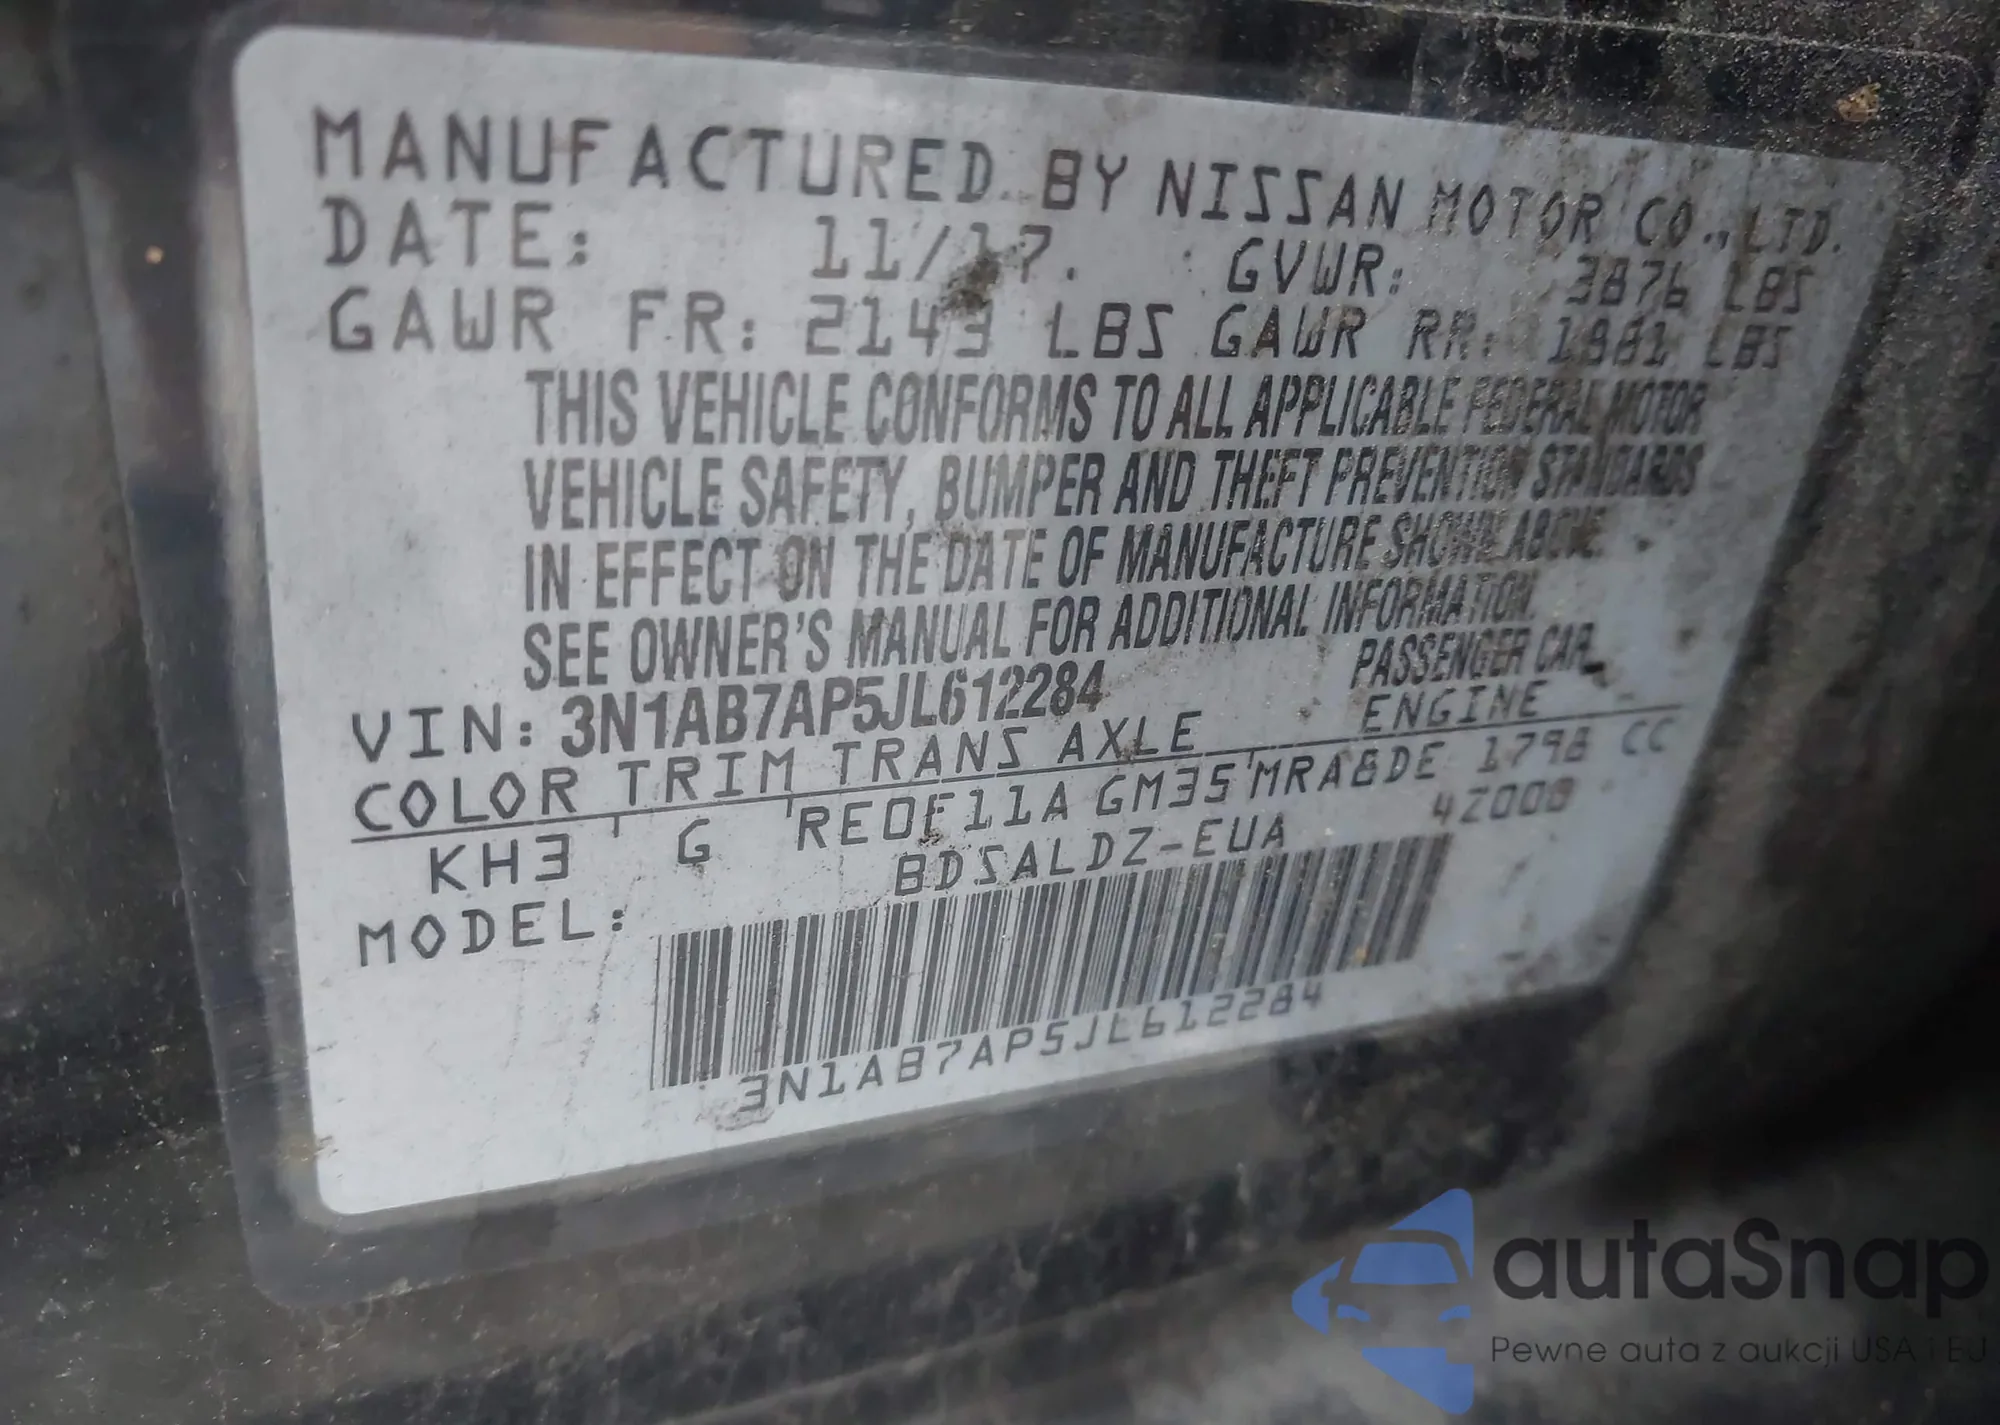 MANUFACTURED BY NISSAN MOTOR CO., LTD.
DATE: 11/17. GVWR: 3876 LBS
GAWR FR: 2143 LBS GAWR RR: 1881 LBS
THIS VEHICLE CONFORMS TO ALL APPLICABLE FEDERAL MOTOR
VEHICLE SAFETY, BUMPER AND THEFT PREVENTION STANDARDS
IN EFFECT ON THE DATE OF MANUFACTURE SHOWN ABOVE.
SEE OWNER'S MANUAL FOR ADDITIONAL INFORMATION.
VIN: 3N1AB7AP5JL612284 PASSENGER CAR
COLOR TRIM TRANS AXLE ENGINE
KH3 G RE0F11A GM35 MRA8DE 1798 CC
MODEL: BDSALDZ-EUA 4Z000
3N1AB7AP5JL612284
autaSnap
Pewne auta z aukcji USA i EU